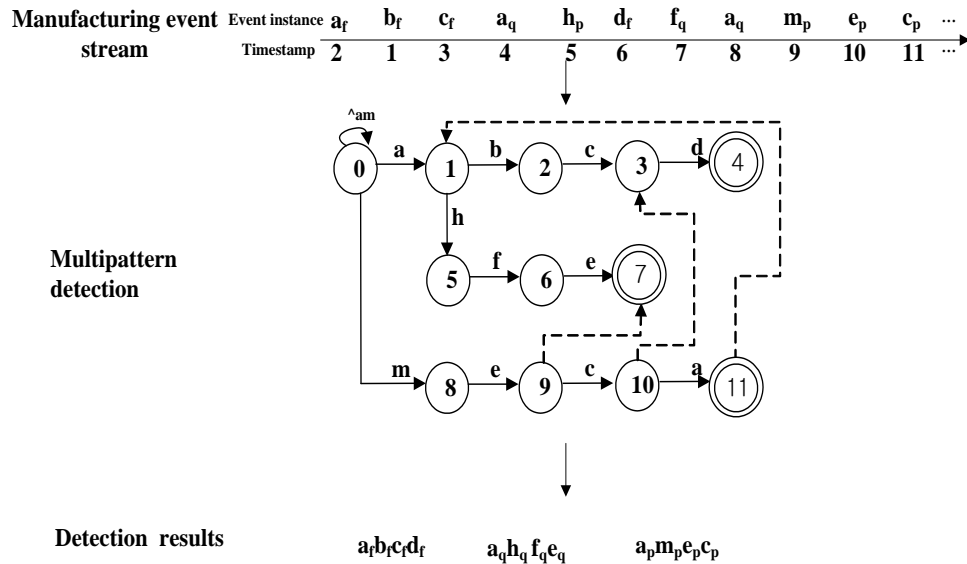 Manufacturing event stream
Event instance a_f b_f c_f a_q h_p d_f f_q a_q m_p e_p c_p ...
Timestamp 2 1 3 4 5 6 7 8 9 10 11 ...
^am
0 a 1 b 2 c 3 d 4
h
Multipattern detection
5 f 6 e 7
m 8 e 9 c 10 a 11
Detection results
a_fb_fc_fd_f a_qh_qf_qe_q a_pm_pe_pc_p